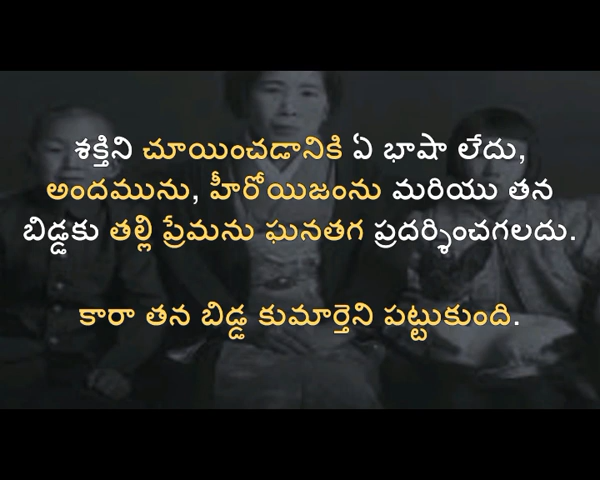 శక్తిని చూయించడానికి ఏ భాషా లేదు,
అందమును, హీరోయిజంను మరియు తన
బిడ్డకు తల్లి ప్రేమను ఘనతగ ప్రదర్శించగలదు.
కారా తన బిడ్డ కుమార్తెని పట్టుకుంది.